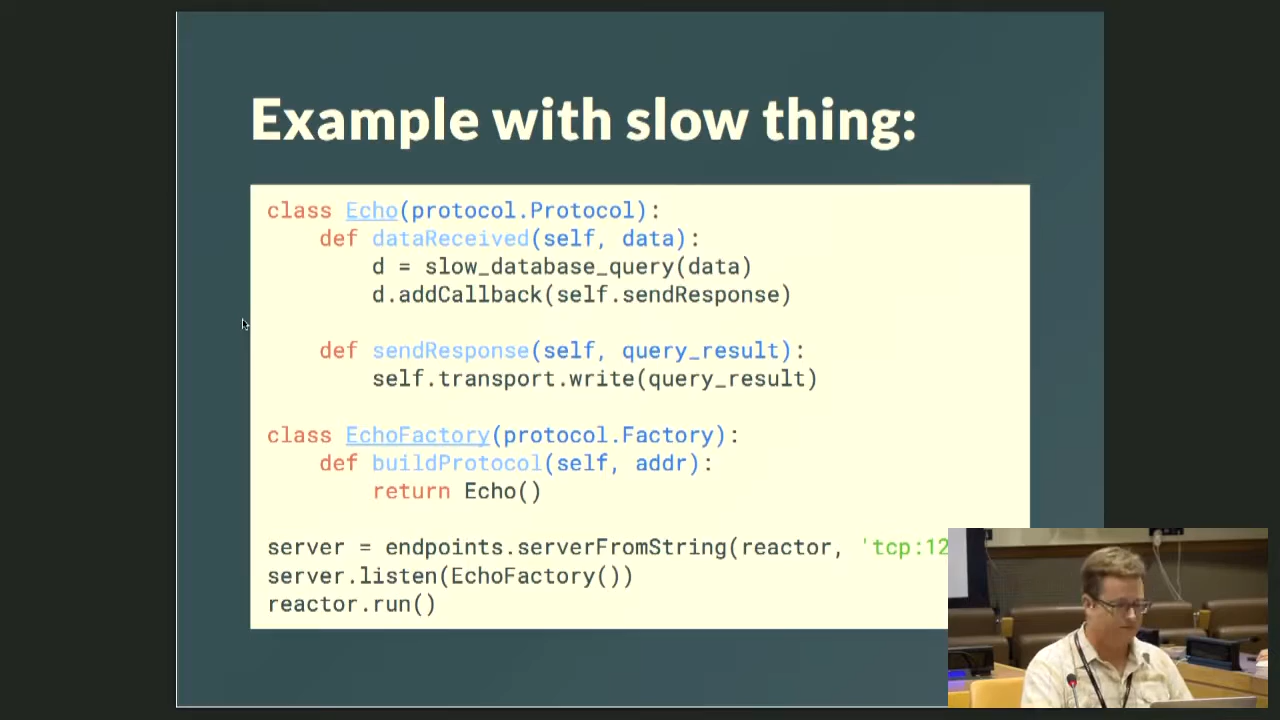 Example with slow thing:
class Echo(protocol.Protocol):
    def dataReceived(self, data):
        d = slow_database_query(data)
        d.addCallback(self.sendResponse)
    def sendResponse(self, query_result):
        self.transport.write(query_result)
class EchoFactory(protocol.Factory):
    def buildProtocol(self, addr):
        return Echo()
server = endpoints.serverFromString(reactor, 'tcp:12
server.listen(EchoFactory())
reactor.run()